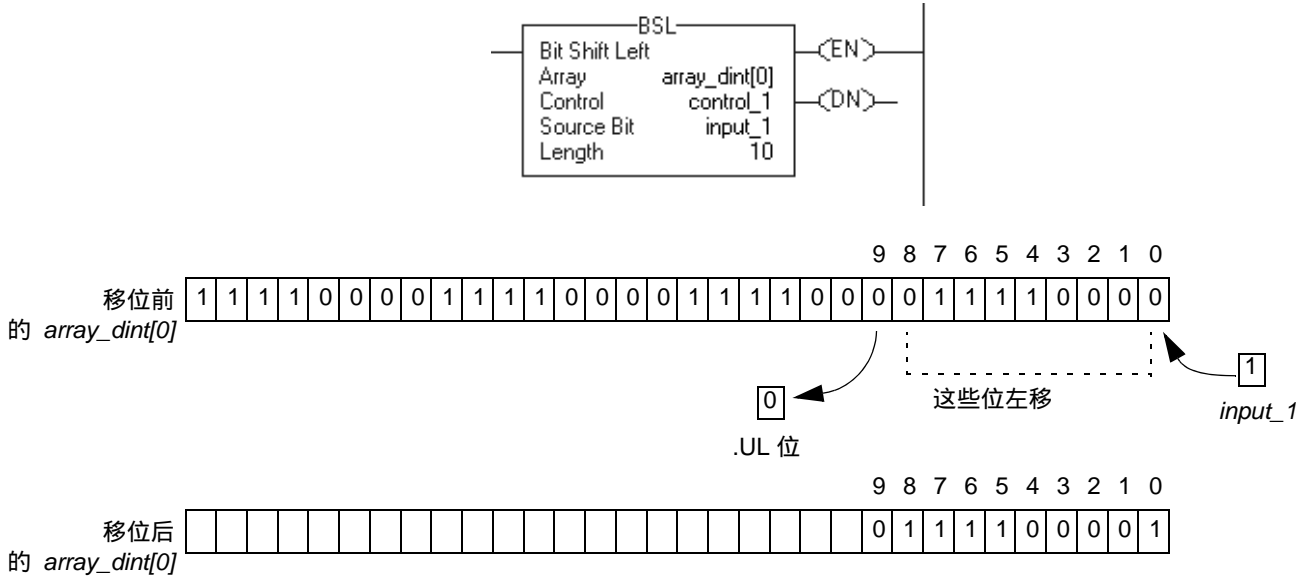 BSL
Bit Shift Left
Array array_dint[0]
Control control_1
Source Bit input_1
Length 10
EN
DN
9 8 7 6 5 4 3 2 1 0
移位前
的 array_dint[0]
1 1 1 1 0 0 0 0 1 1 1 1 0 0 0 0 1 1 1 1 0 0 0 0 1 1 1 1 0 0 0 0
0
.UL 位
这些位左移
1
input_1
9 8 7 6 5 4 3 2 1 0
移位后
的 array_dint[0]
0 1 1 1 1 0 0 0 0 1